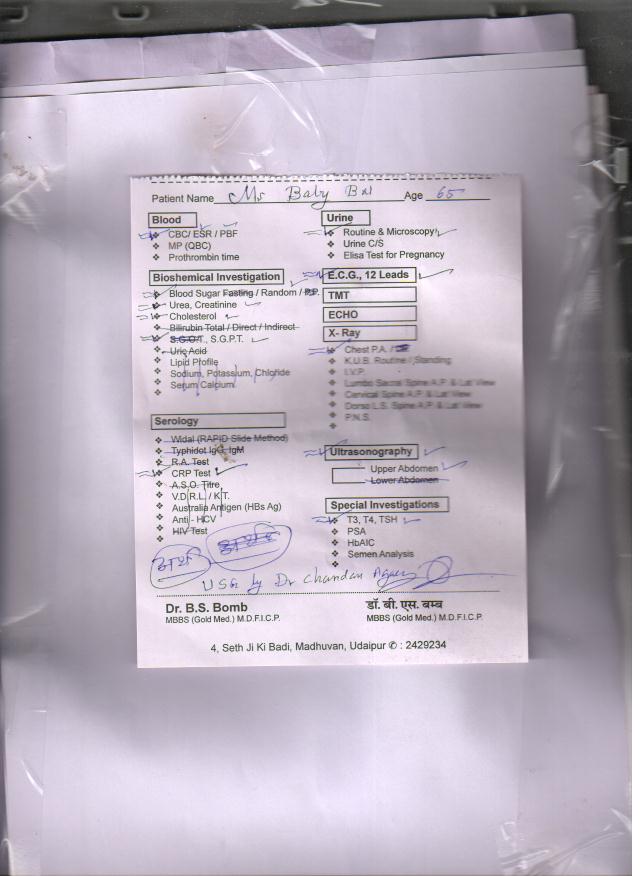 Patient Name Ms Baby Age 65
Blood
CBC/ ESR / PBF
MP (QBC)
Prothrombin time
Bioshemical Investigation
Blood Sugar Fasting / Random / P.P.
Urea, Creatinine
Cholesterol
Bilirubin Total / Direct / Indirect
S.G.O.T., S.G.P.T.
Uric Acid
Lipid Profile
Sodium, Potassium, Chloride
Serum Calcium
Serology
Widal (RAPID Slide Method)
Typhidot IgG, IgM
R.A. Test
CRP Test
A.S.O. Titre
V.D.R.L. / K.T.
Australia Antigen (HBs Ag)
Anti - HCV
HIV Test
Urine
Routine & Microscopy
Urine C/S
Elisa Test for Pregnancy
E.C.G., 12 Leads
TMT
ECHO
X- Ray
Chest P.A. /
K.U.B. Routine / Standing
I.V.P.
Lumbo Sacral Spine A.P. & Lat View
Cervical Spine A.P. & Lat View
Dorso L.S. Spine A.P. & Lat View
P.N.S.
Ultrasonography
Upper Abdomen
Lower Abdomen
Special Investigations
T3, T4, TSH
PSA
HbAIC
Semen Analysis
USG by Dr Chandan
Dr. B.S. Bomb
MBBS (Gold Med.) M.D.F.I.C.P.
डॉ. बी. एस. बम्ब
MBBS (Gold Med.) M.D.F.I.C.P.
4, Seth Ji Ki Badi, Madhuvan, Udaipur ✆ : 2429234